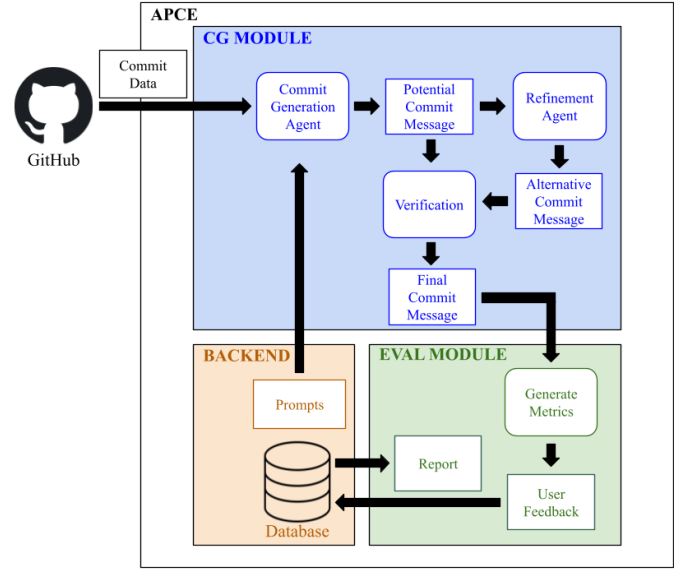 APCE
CG MODULE
Commit
Data
GitHub
Commit
Generation
Agent
Potential
Commit
Message
Refinement
Agent
Verification
Alternative
Commit
Message
Final
Commit
Message
BACKEND
Prompts
Database
EVAL MODULE
Generate
Metrics
Report
User
Feedback